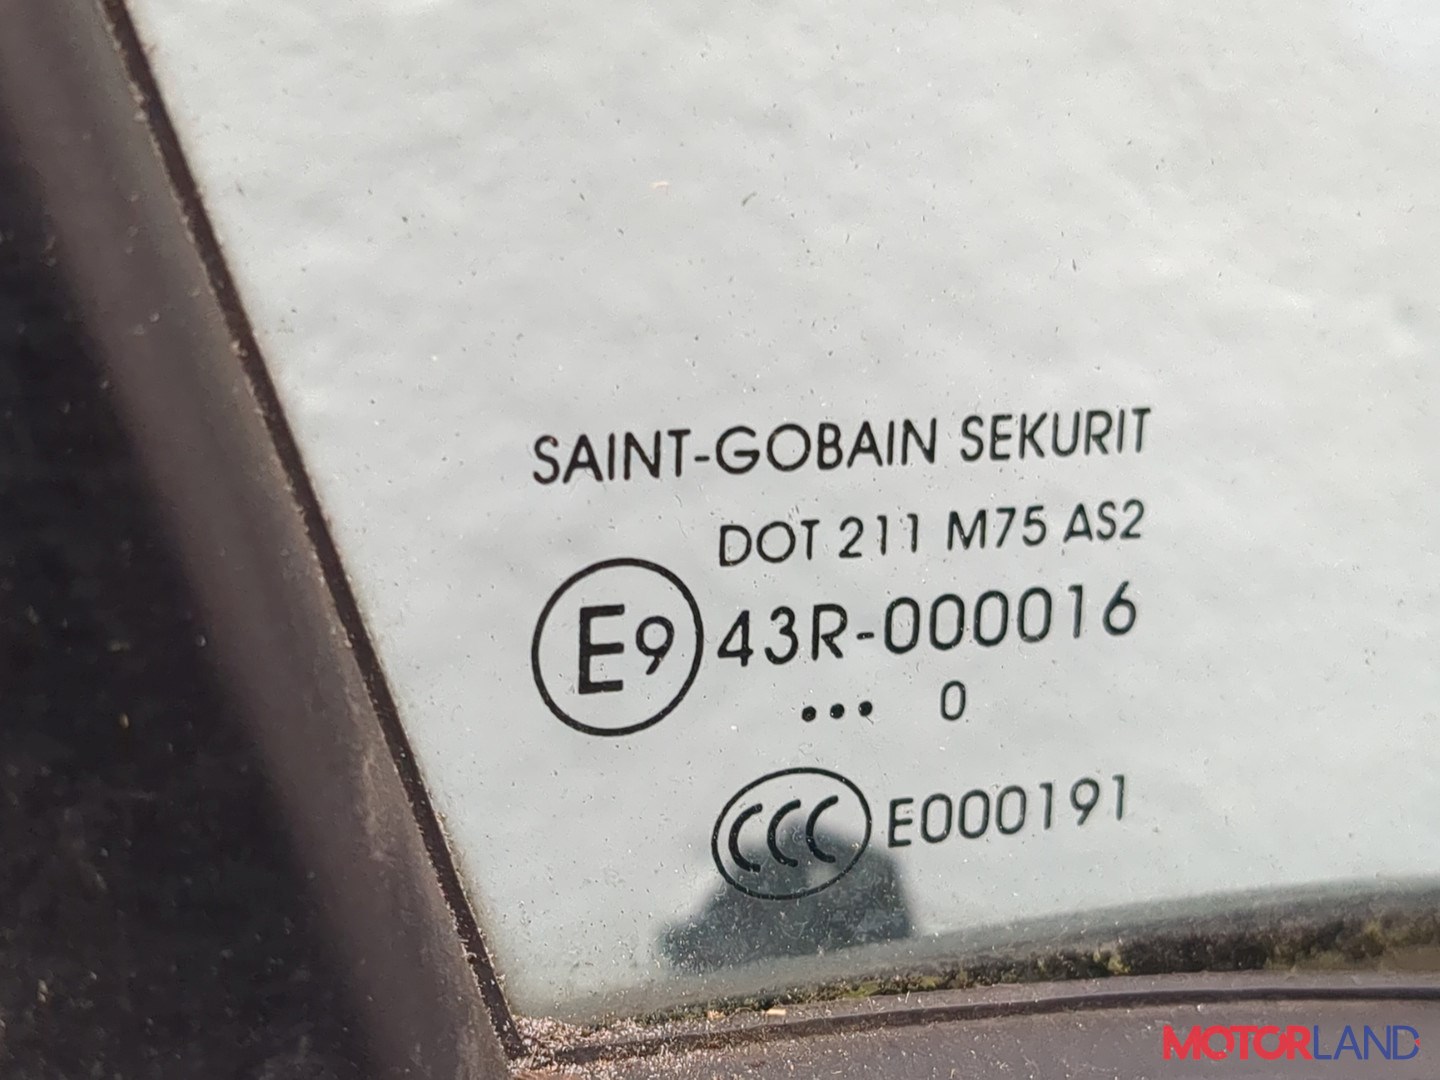 SAINT-GOBAIN SEKURIT
DOT 211 M75 AS2
E9 43R-000016
••• 0
CCC E000191
MOTORLAND